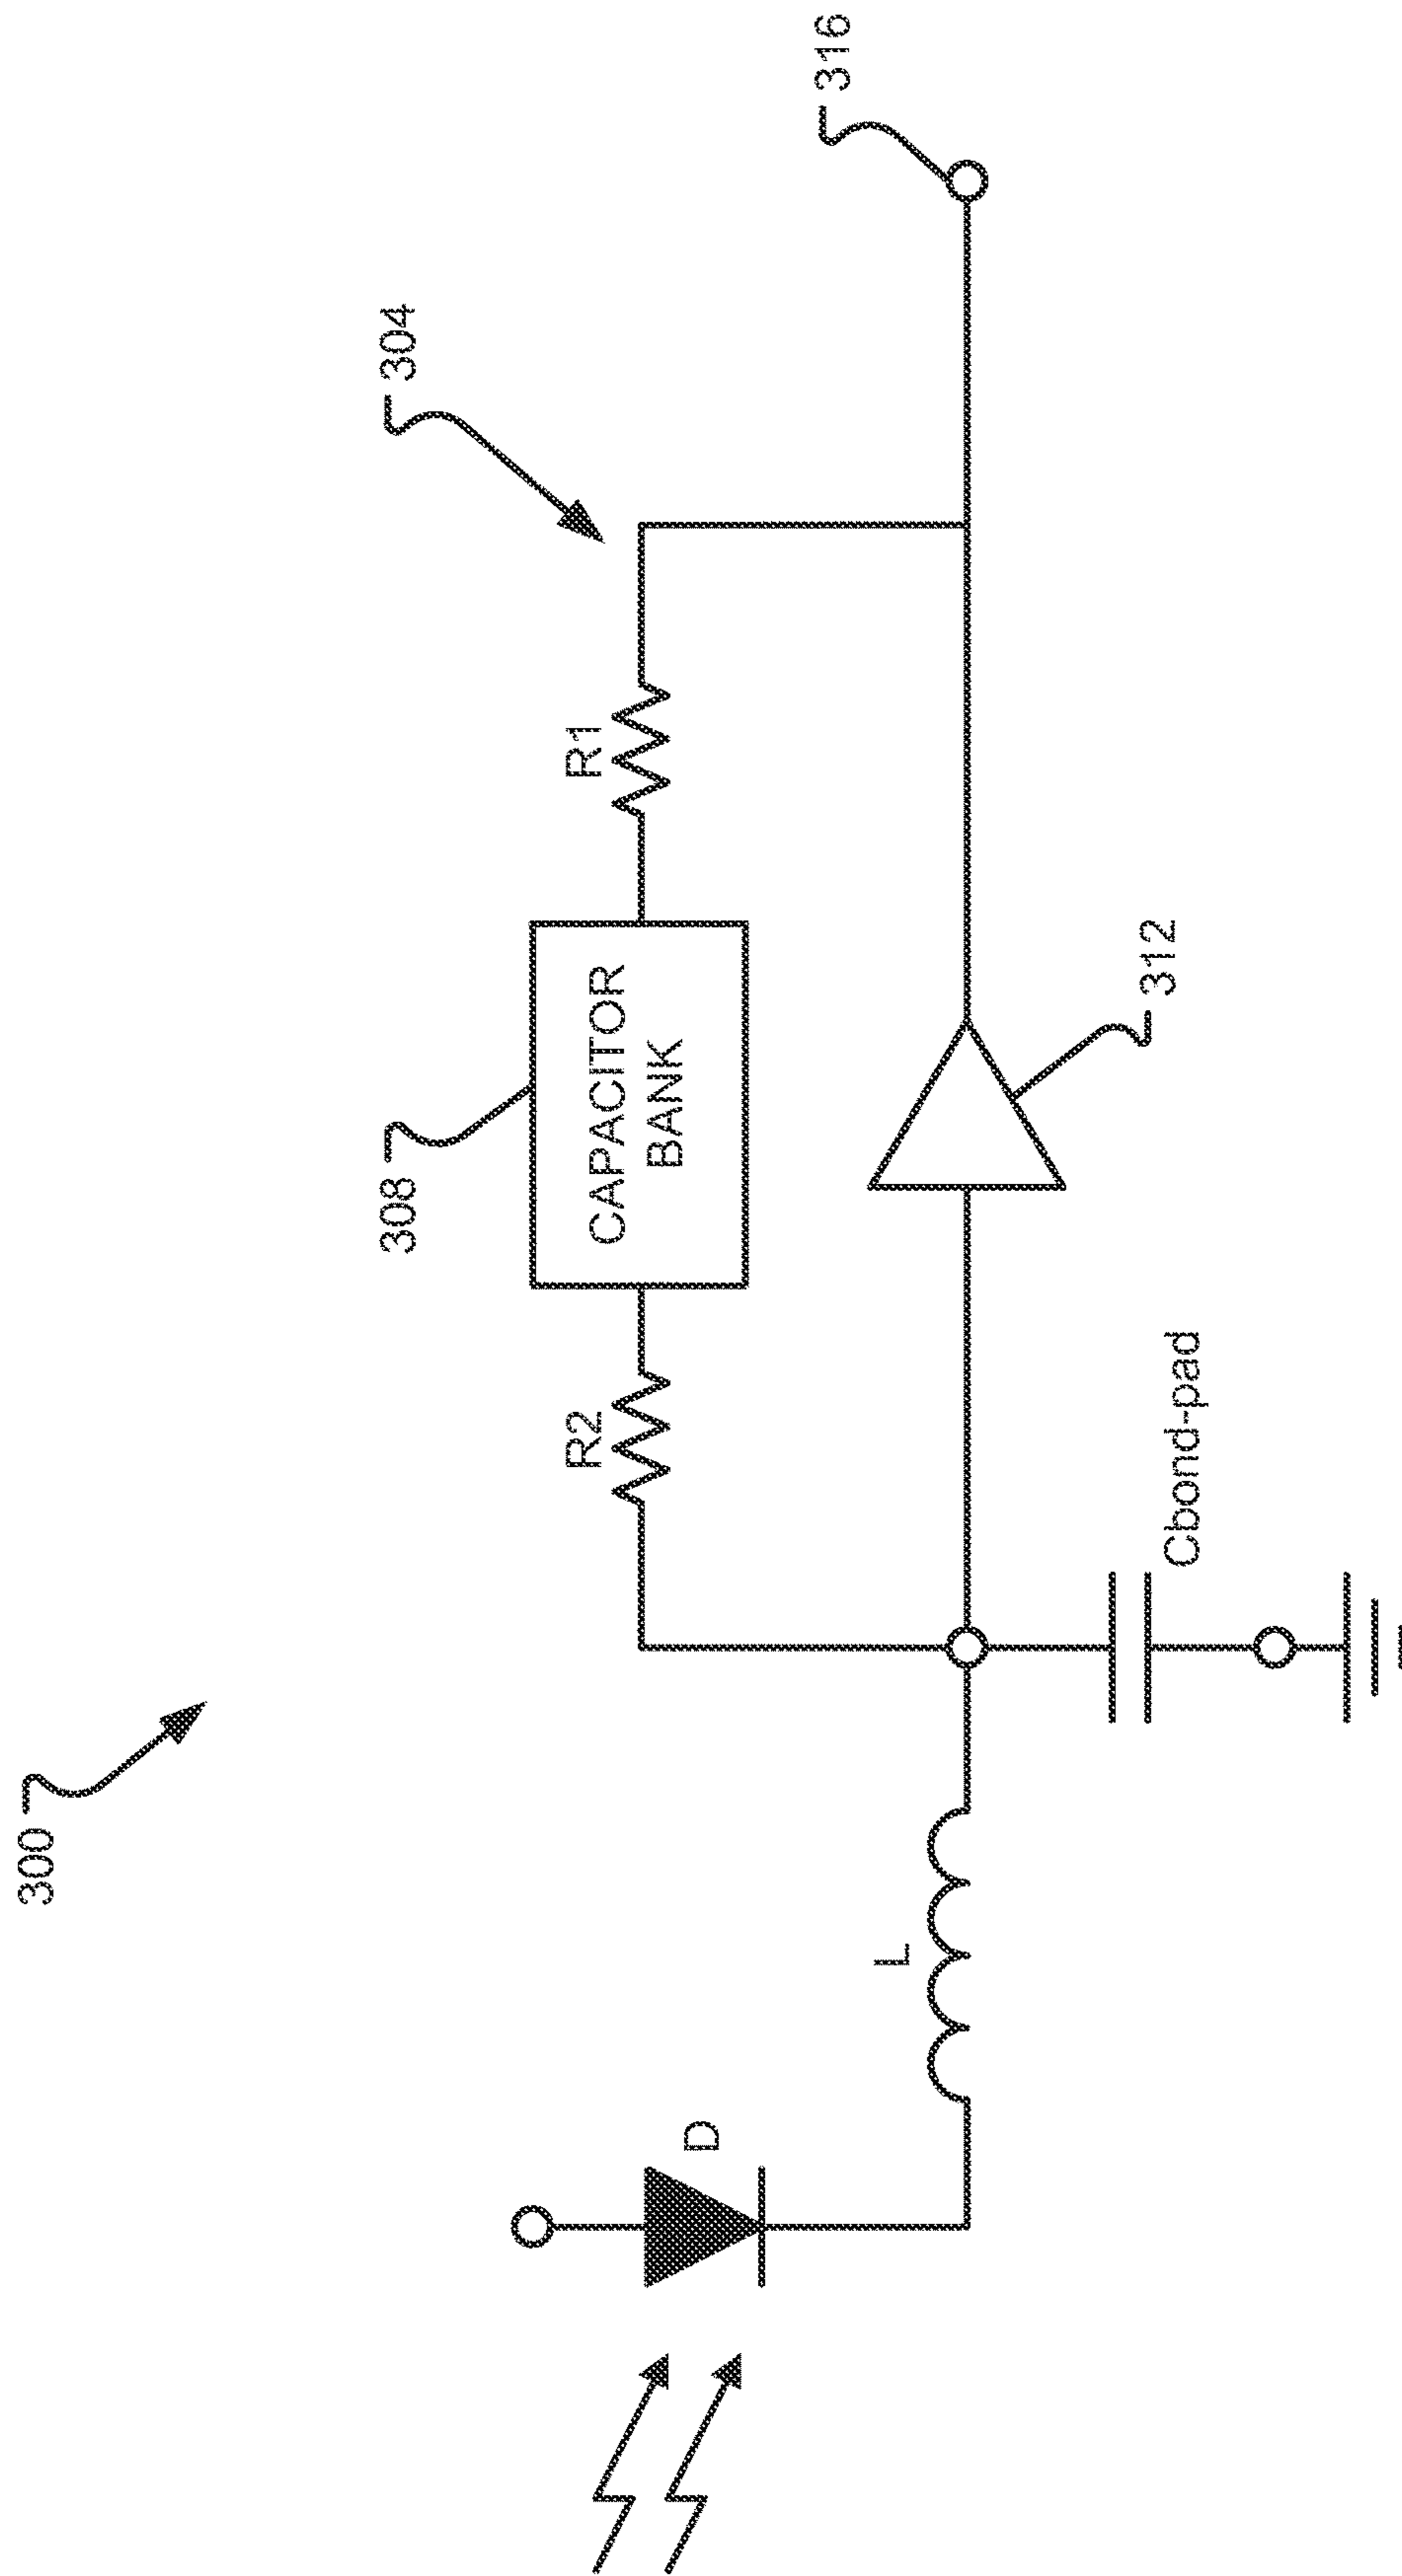 300
304
308
CAPACITOR
BANK
R2
R1
316
D
L
312
Cbond-pad